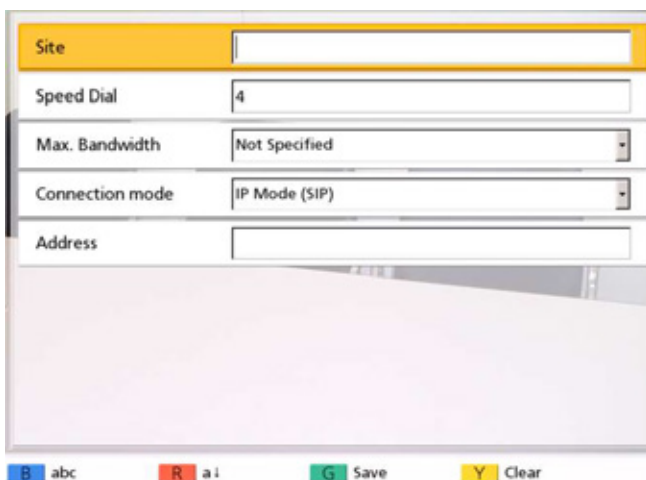 Site
Speed Dial 4
Max. Bandwidth Not Specified
Connection mode IP Mode (SIP)
Address
B abc R a↓ G Save Y Clear